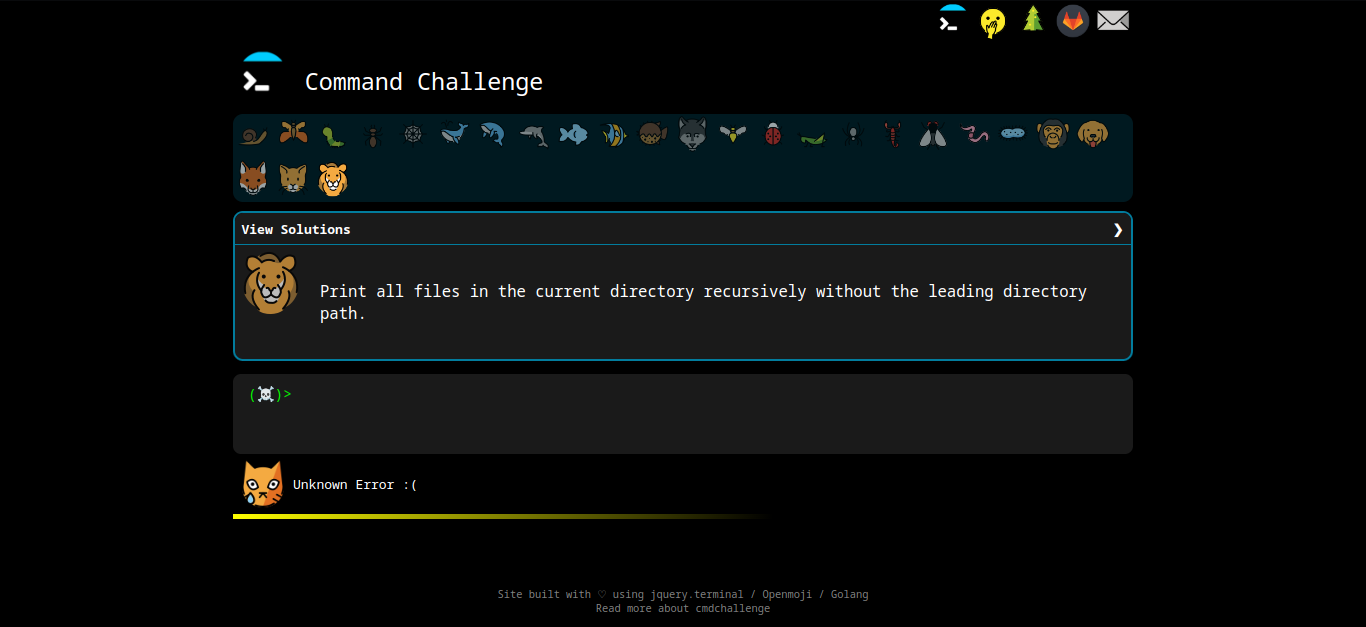 Command Challenge
View Solutions ❯
Print all files in the current directory recursively without the leading directory
path.
(☠)>
Unknown Error :(
Site built with ♡ using jquery.terminal / Openmoji / Golang
Read more about cmdchallenge